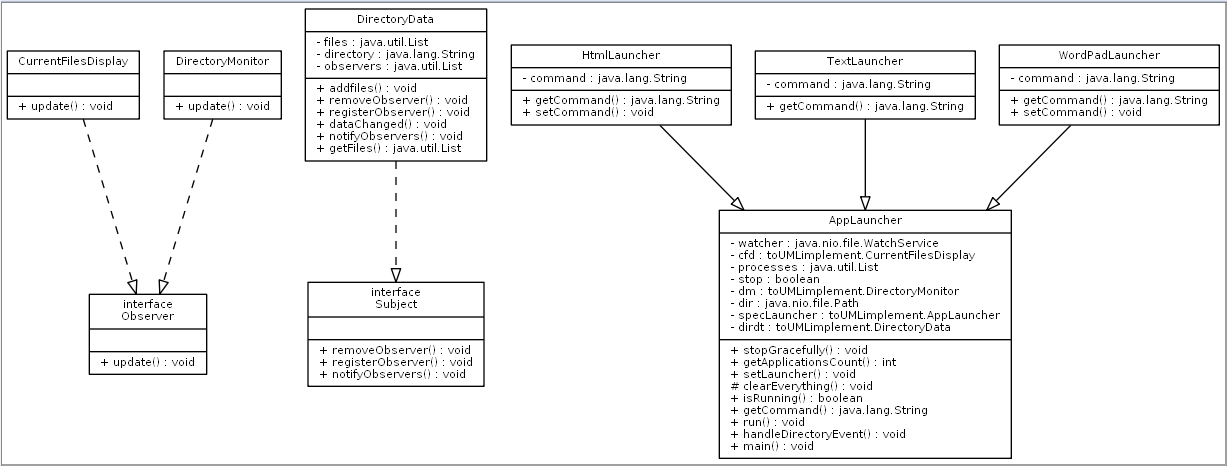 CurrentFilesDisplay
+ update() : void
DirectoryMonitor
+ update() : void
DirectoryData
- files : java.util.List
- directory : java.lang.String
- observers : java.util.List
+ addfiles() : void
+ removeObserver() : void
+ registerObserver() : void
+ dataChanged() : void
+ notifyObservers() : void
+ getFiles() : java.util.List
HtmlLauncher
- command : java.lang.String
+ getCommand() : java.lang.String
+ setCommand() : void
TextLauncher
- command : java.lang.String
+ getCommand() : java.lang.String
WordPadLauncher
- command : java.lang.String
+ getCommand() : java.lang.String
+ setCommand() : void
interface
Observer
+ update() : void
interface
Subject
+ removeObserver() : void
+ registerObserver() : void
+ notifyObservers() : void
AppLauncher
- watcher : java.nio.file.WatchService
- cfd : toUMLimplement.CurrentFilesDisplay
- processes : java.util.List
- stop : boolean
- dm : toUMLimplement.DirectoryMonitor
- dir : java.nio.file.Path
- specLauncher : toUMLimplement.AppLauncher
- dirdt : toUMLimplement.DirectoryData
+ stopGracefully() : void
+ getApplicationsCount() : int
+ setLauncher() : void
# clearEverything() : void
+ isRunning() : boolean
+ getCommand() : java.lang.String
+ run() : void
+ handleDirectoryEvent() : void
+ main() : void